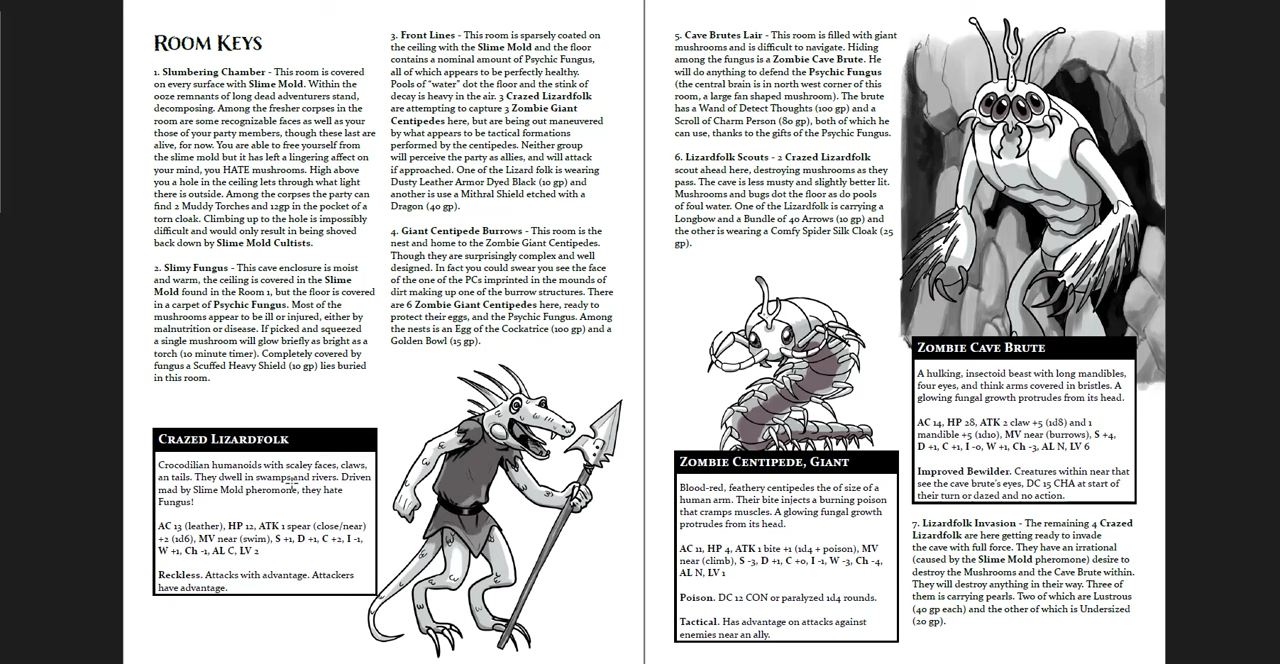 Room Keys
1. Slumbering Chamber - This room is covered
on every surface with Slime Mold. Within the
ooze remnants of long dead adventurers stand,
decomposing. Among the fresher corpses in the
room are some recognizable faces as well as your
those of your party members, though these last are
alive, for now. You are able to free yourself from
the slime mold but it has left a lingering affect on
your mind, you HATE mushrooms. High above
you a hole in the ceiling lets through what light
there is outside. Among the corpses the party can
find 2 Muddy Torches and 12gp in the pocket of a
torn cloak. Climbing up to the hole is impossibly
difficult and would only result in being shoved
back down by Slime Mold Cultists.
2. Slimy Fungus - This cave enclosure is moist
and warm, the ceiling is covered in the Slime
Mold found in the Room 1, but the floor is covered
in a carpet of Psychic Fungus. Most of the
mushrooms appear to be ill or injured, either by
malnutrition or disease. If picked and squeezed
a single mushroom will glow briefly as bright as a
torch (10 minute timer). Completely covered by
fungus a Scuffed Heavy Shield (10 gp) lies buried
in this room.
Crazed Lizardfolk
Crocodilian humanoids with scaley faces, claws,
an tails. They dwell in swamps and rivers. Driven
mad by Slime Mold pheromone, they hate
Fungus!
AC 13 (leather), HP 12, ATK 1 spear (close/near)
+2 (1d6), MV near (swim), S +1, D +1, C +2, I -1,
W +1, Ch -1, AL C, LV 2
Reckless. Attacks with advantage. Attackers
have advantage.
3. Front Lines - This room is sparsely coated on
the ceiling with the Slime Mold and the floor
contains a nominal amount of Psychic Fungus,
all of which appears to be perfectly healthy.
Pools of "water" dot the floor and the stink of
decay is heavy in the air. 3 Crazed Lizardfolk
are attempting to capture 3 Zombie Giant
Centipedes here, but are being out maneuvered
by what appears to be tactical formations
performed by the centipedes. Neither group
will perceive the party as allies, and will attack
if approached. One of the Lizard folk is wearing
Dusty Leather Armor Dyed Black (10 gp) and
another is use a Mithral Shield etched with a
Dragon (40 gp).
4. Giant Centipede Burrows - This room is the
nest and home to the Zombie Giant Centipedes.
Though they are surprisingly complex and well
designed. In fact you could swear you see the face
of the one of the PCs imprinted in the mounds of
dirt making up one of the burrow structures. There
are 6 Zombie Giant Centipedes here, ready to
protect their eggs, and the Psychic Fungus. Among
the nests is an Egg of the Cockatrice (100 gp) and a
Golden Bowl (15 gp).
5. Cave Brutes Lair - This room is filled with giant
mushrooms and is difficult to navigate. Hiding
among the fungus is a Zombie Cave Brute. He
will do anything to defend the Psychic Fungus
(the central brain is in north west corner of this
room, a large fan shaped mushroom). The brute
has a Wand of Detect Thoughts (100 gp) and a
Scroll of Charm Person (80 gp), both of which he
can use, thanks to the gifts of the Psychic Fungus.
6. Lizardfolk Scouts - 2 Crazed Lizardfolk
scout ahead here, destroying mushrooms as they
pass. The cave is less musty and slightly better lit.
Mushrooms and bugs dot the floor as do pools
of foul water. One of the Lizardfolk is carrying a
Longbow and a Bundle of 40 Arrows (10 gp) and
the other is wearing a Comfy Spider Silk Cloak (25
gp).
Zombie Centipede, Giant
Blood-red, feathery centipedes the of size of a
human arm. Their bite injects a burning poison
that cramps muscles. A glowing fungal growth
protrudes from its head.
AC 11, HP 4, ATK 1 bite +1 (1d4 + poison), MV
near (climb), S -3, D +1, C +0, I -1, W -3, Ch -4,
AL N, LV 1
Poison. DC 12 CON or paralyzed 1d4 rounds.
Tactical. Has advantage on attacks against
enemies near an ally.
Zombie Cave Brute
A hulking, insectoid beast with long mandibles,
four eyes, and think arms covered in bristles. A
glowing fungal growth protrudes from its head.
AC 14, HP 28, ATK 2 claw +5 (1d8) and 1
mandible +5 (1d10), MV near (burrows), S +4,
D +1, C +1, I -0, W +1, Ch -3, AL N, LV 6
Improved Bewilder. Creatures within near that
see the cave brute's eyes, DC 15 CHA at start of
their turn or dazed and no action.
7. Lizardfolk Invasion - The remaining 4 Crazed
Lizardfolk are here getting ready to invade
the cave with full force. They have an irrational
(caused by the Slime Mold pheromone) desire to
destroy the Mushrooms and the Cave Brute within.
They will destroy anything in their way. Three of
them is carrying pearls. Two of which are Lustrous
(40 gp each) and the other of which is Undersized
(20 gp).